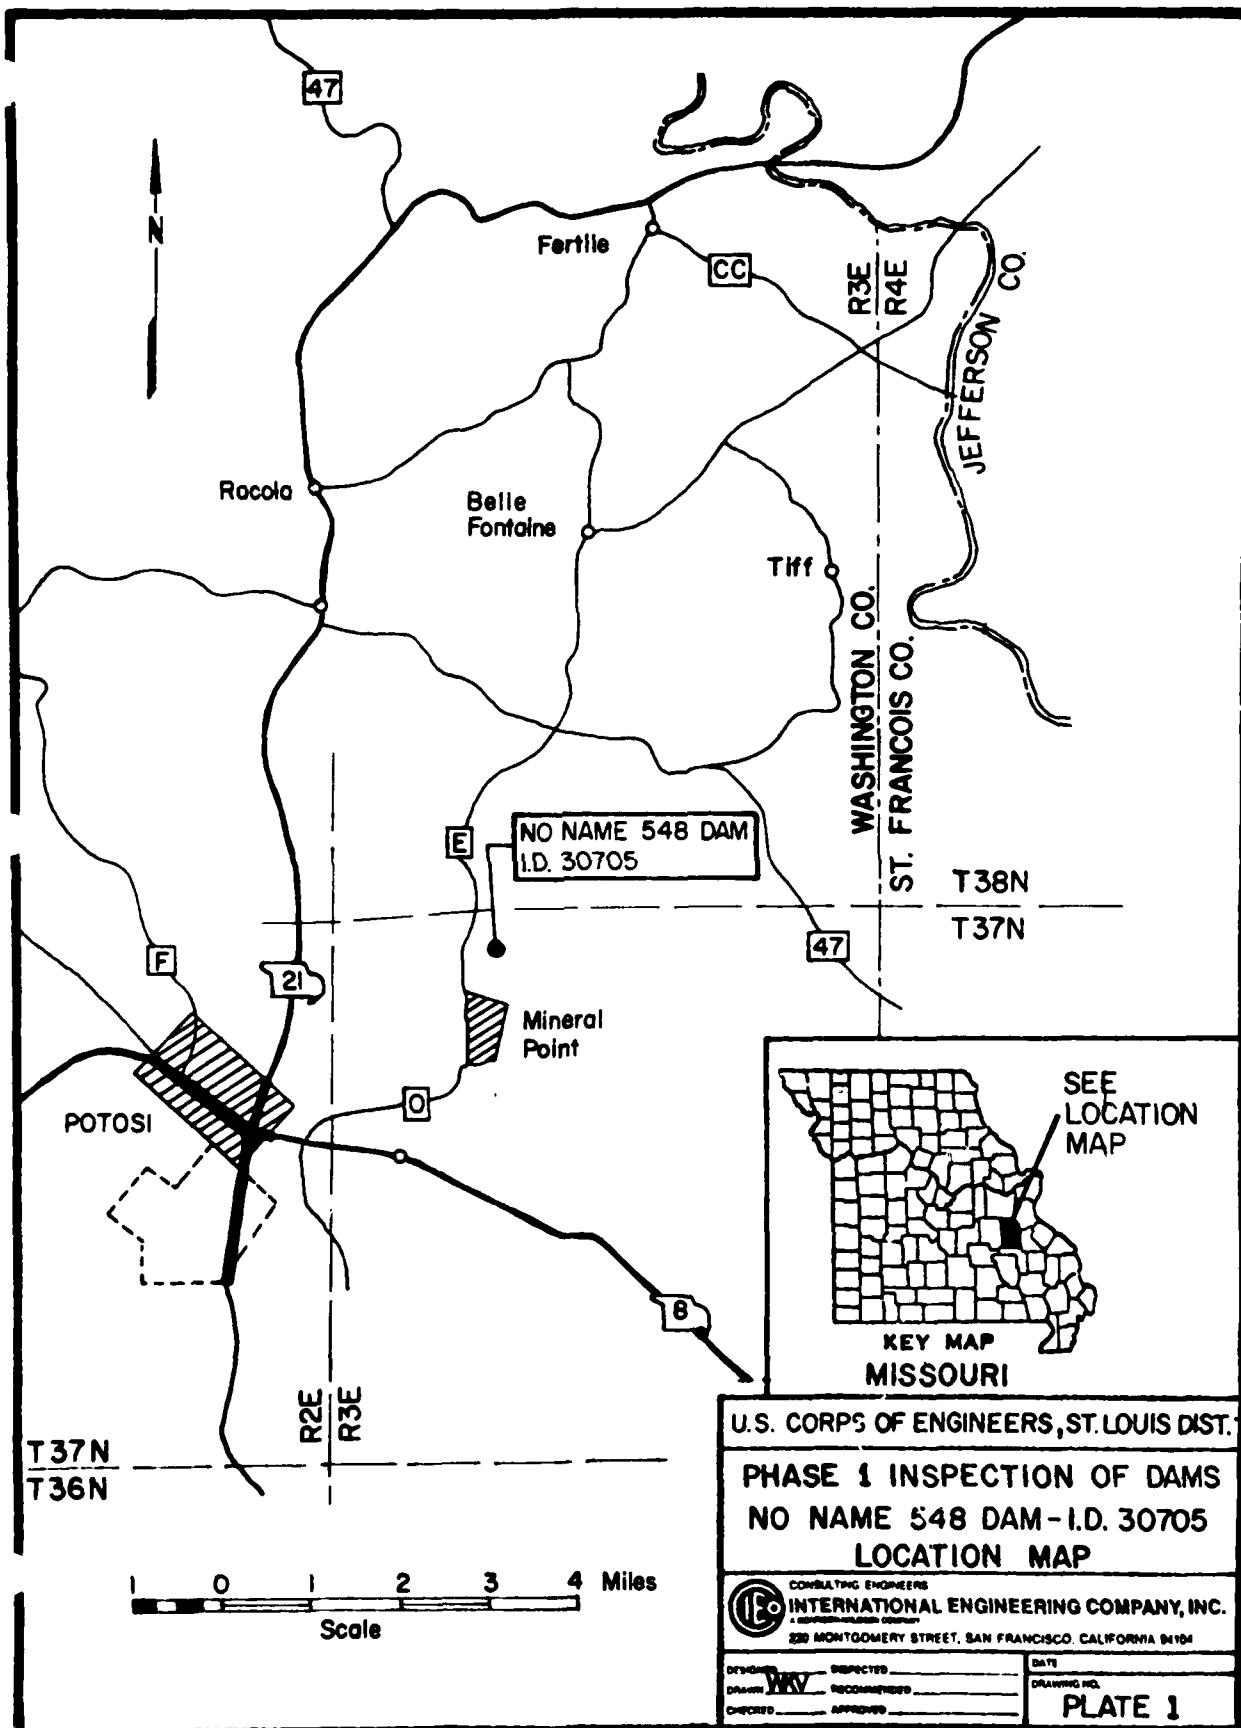 47
N
Fertile
CC
R3E
R4E
JEFFERSON CO.
Racola
Belle
Fontaine
Tiff
WASHINGTON CO.
ST. FRANCOIS CO.
NO NAME 548 DAM
I.D. 30705
E
T38N
T37N
47
F
21
Mineral
Point
O
POTOSI
SEE
LOCATION
MAP
8
KEY MAP
MISSOURI
R2E
R3E
T37N
T36N
1 0 1 2 3 4 Miles
Scale
U.S. CORPS OF ENGINEERS, ST. LOUIS DIST.
PHASE 1 INSPECTION OF DAMS
NO NAME 548 DAM - I.D. 30705
LOCATION MAP
CONSULTING ENGINEERS
IECO INTERNATIONAL ENGINEERING COMPANY, INC.
220 MONTGOMERY STREET, SAN FRANCISCO, CALIFORNIA 94104
DESIGNED INSPECTED
DRAWN WKV RECOMMENDED
CHECKED APPROVED
DATE
DRAWING NO.
PLATE 1